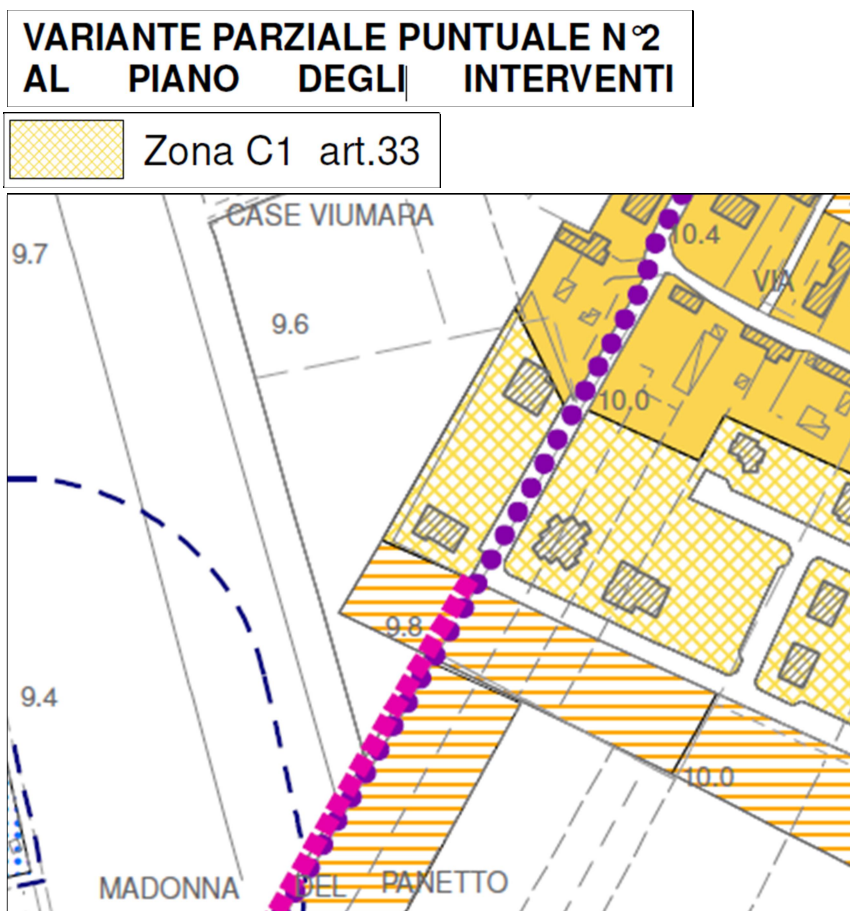 VARIANTE PARZIALE PUNTUALE N°2
AL PIANO DEGLI INTERVENTI
Zona C1 art.33
CASE VIUMARA
9.7
10.4
VIA
9.6
10.0
9.8
9.4
10.0
MADONNA DEL PANETTO